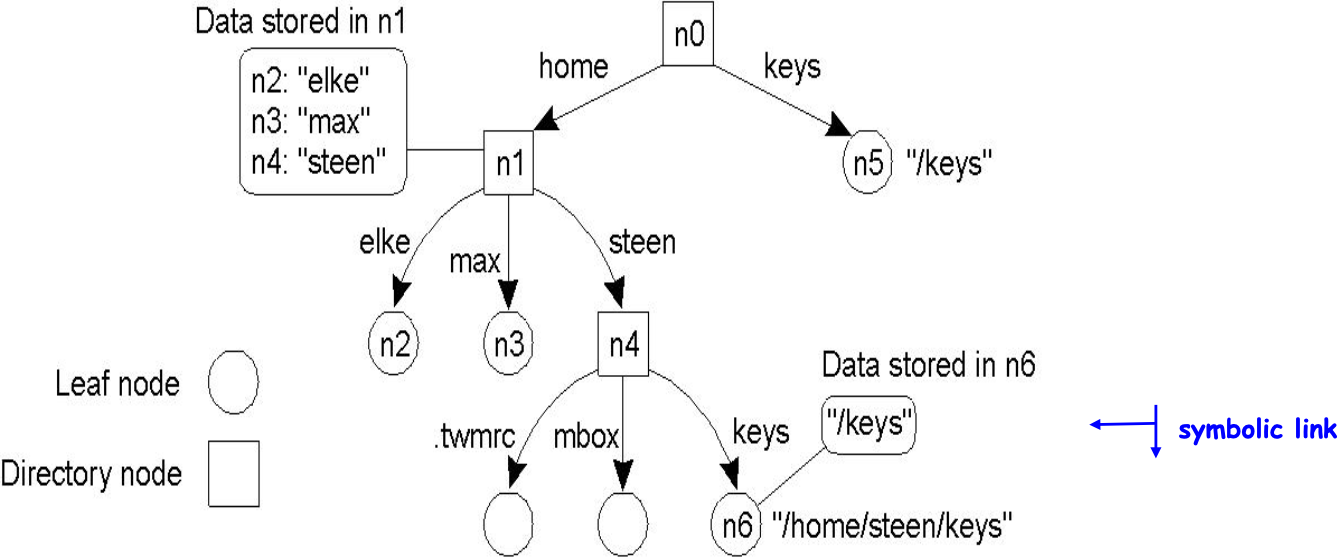 Data stored in n1
n0
n2: "elke"
n3: "max"
n4: "steen"
home
keys
n1
n5
"/keys"
elke
max
steen
n2
n3
n4
Data stored in n6
Leaf node
"/keys"
symbolic link
.twmrc
mbox
keys
Directory node
n6
"/home/steen/keys"